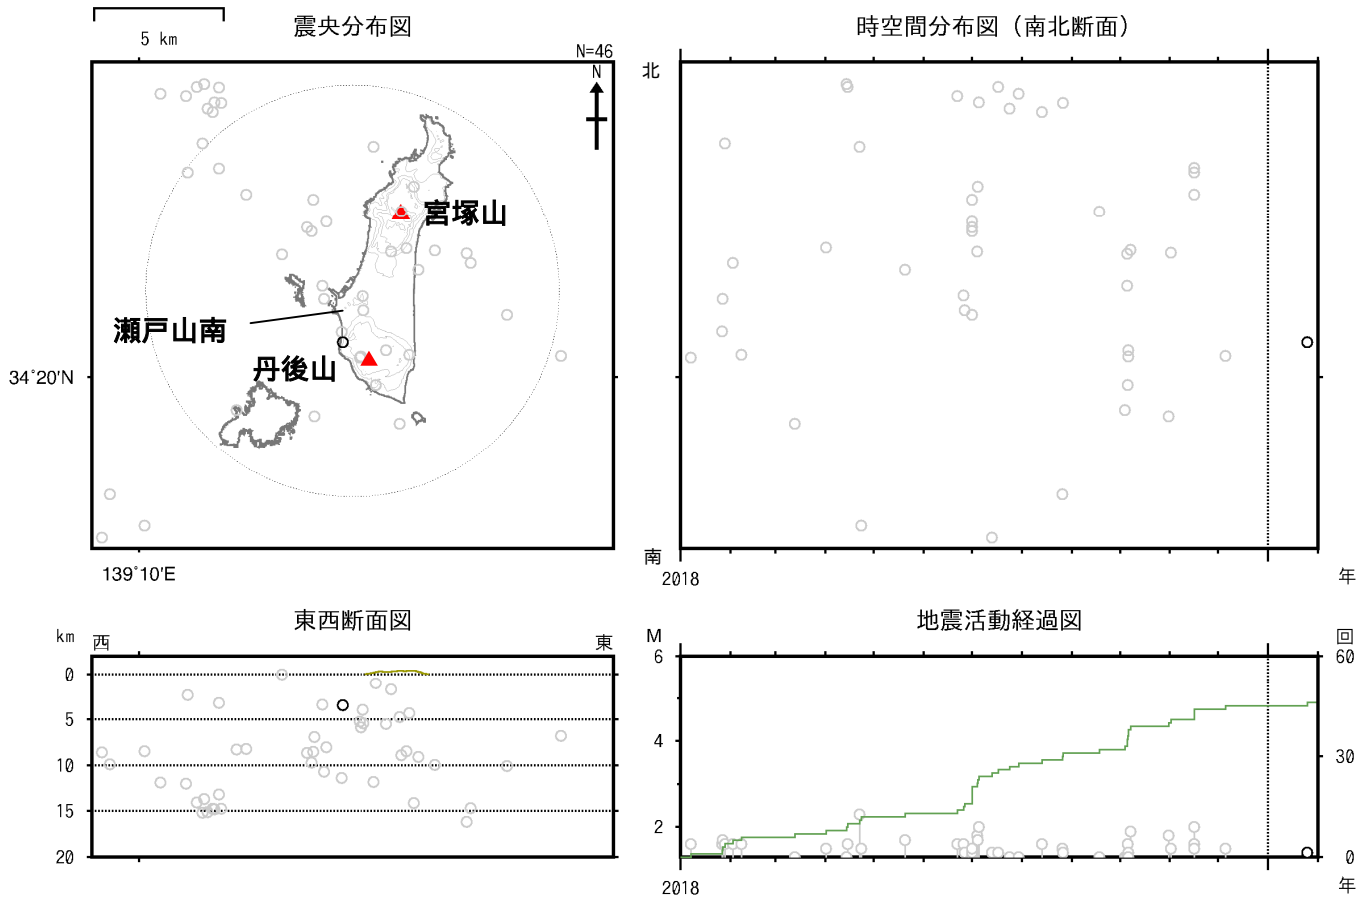 震央分布図
5 km
N=46
N
宮塚山
瀬戸山南
丹後山
34°20'N
139°10'E
時空間分布図（南北断面）
北
南
2018
年
東西断面図
km
西
東
0
5
10
15
20
地震活動経過図
M
回
6
60
4
30
2
0
2018
年